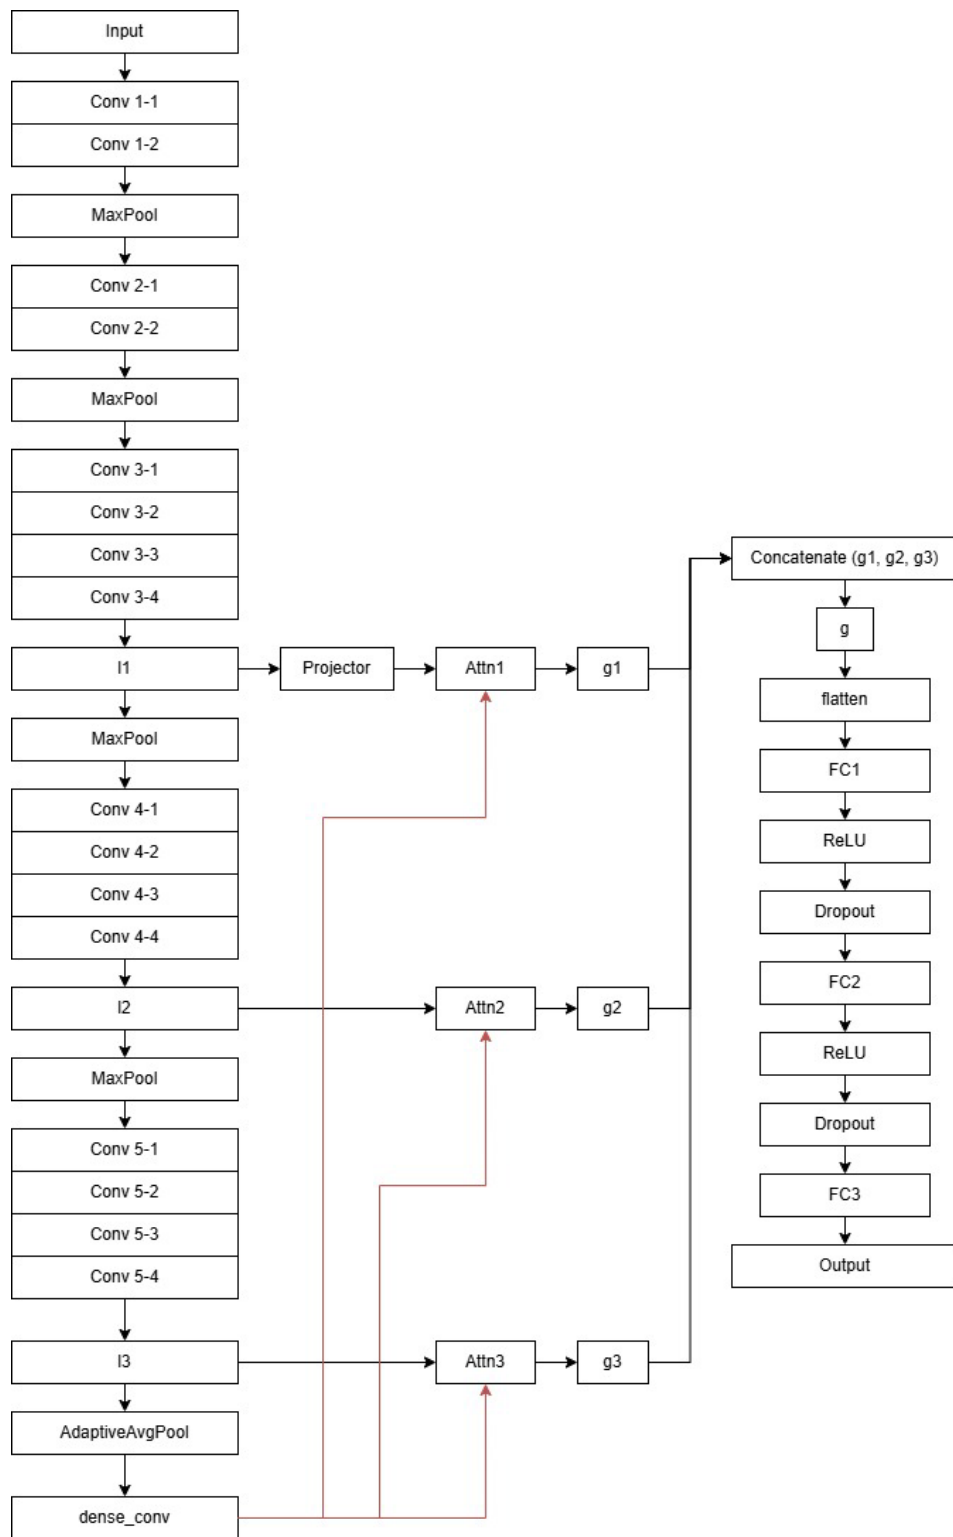 Input
Conv 1-1
Conv 1-2
MaxPool
Conv 2-1
Conv 2-2
MaxPool
Conv 3-1
Conv 3-2
Conv 3-3
Conv 3-4
l1
Projector
Attn1
g1
MaxPool
Conv 4-1
Conv 4-2
Conv 4-3
Conv 4-4
l2
Attn2
g2
MaxPool
Conv 5-1
Conv 5-2
Conv 5-3
Conv 5-4
l3
Attn3
g3
AdaptiveAvgPool
dense_conv
Concatenate (g1, g2, g3)
g
flatten
FC1
ReLU
Dropout
FC2
ReLU
Dropout
FC3
Output